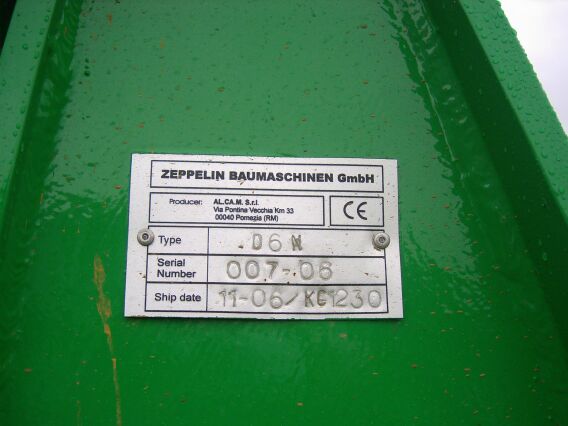 ZEPPELIN BAUMASCHINEN GmbH
Producer: AL.CA.M. S.r.l.
Via Pontina Vecchia Km 33
00040 Pomezia (RM)
CE
Type D6N
Serial Number 007-06
Ship date 11-06/KG1230